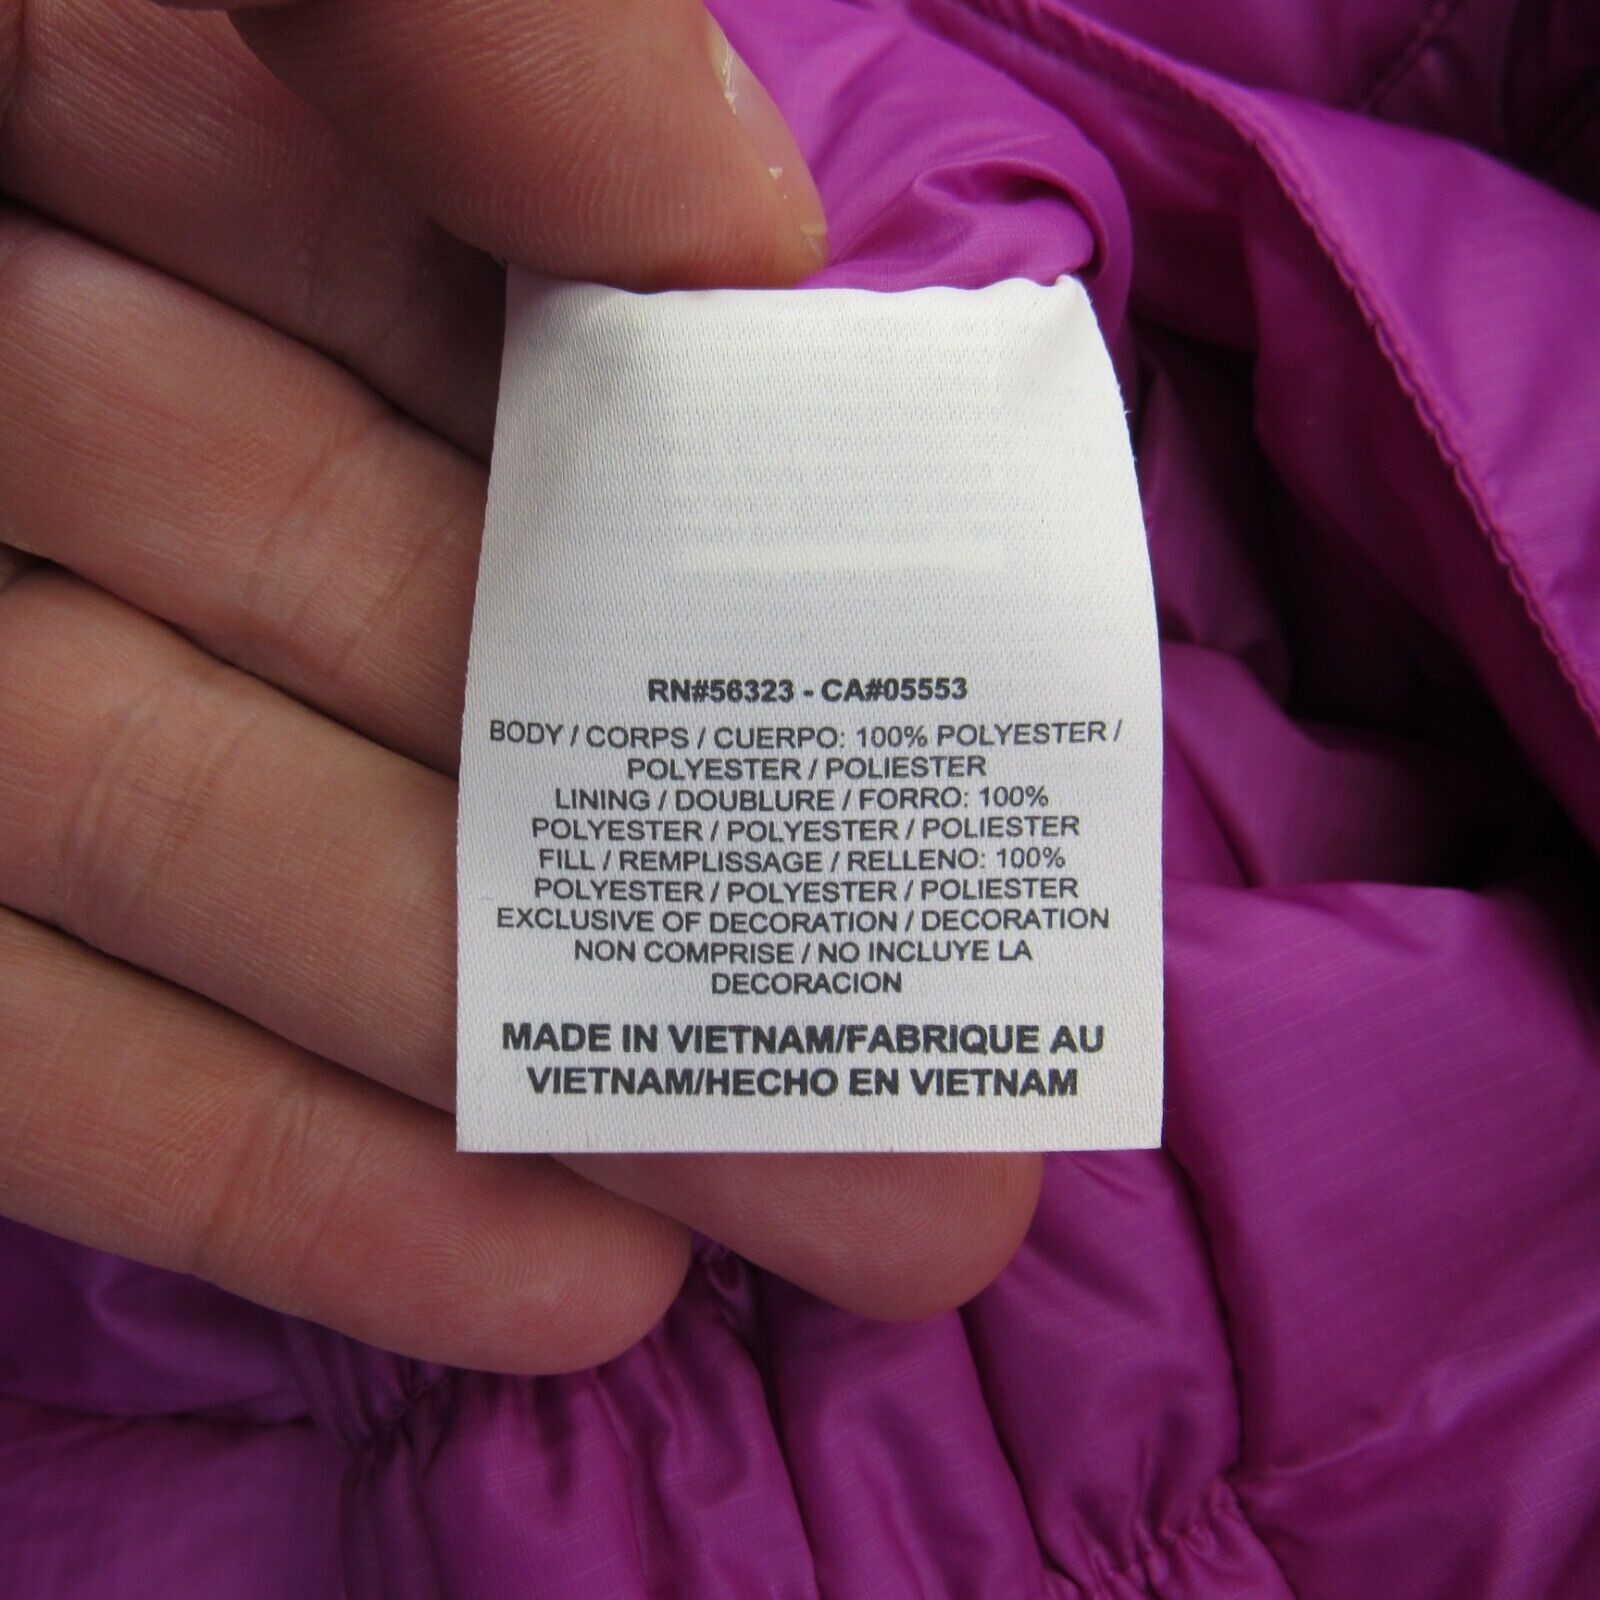 RN#56323 - CA#05553
BODY / CORPS / CUERPO: 100% POLYESTER /
POLYESTER / POLIESTER
LINING / DOUBLURE / FORRO: 100%
POLYESTER / POLYESTER / POLIESTER
FILL / REMPLISSAGE / RELLENO: 100%
POLYESTER / POLYESTER / POLIESTER
EXCLUSIVE OF DECORATION / DECORATION
NON COMPRISE / NO INCLUYE LA
DECORACION
MADE IN VIETNAM/FABRIQUE AU
VIETNAM/HECHO EN VIETNAM